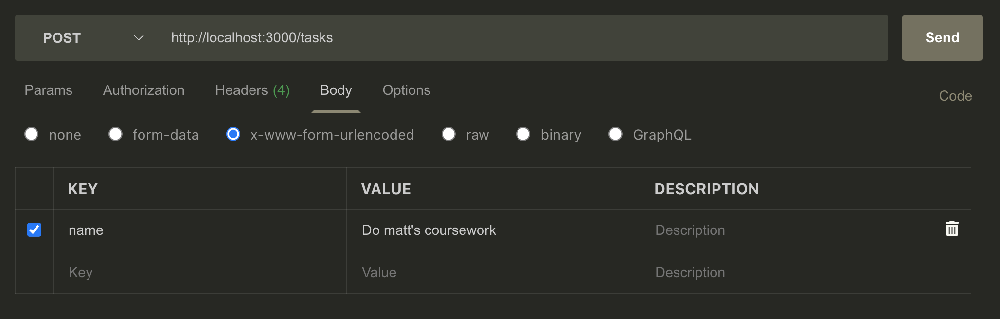 POST http://localhost:3000/tasks Send
Params Authorization Headers (4) Body Options Code
none form-data x-www-form-urlencoded raw binary GraphQL
KEY VALUE DESCRIPTION
name Do matt's coursework Description
Key Value Description